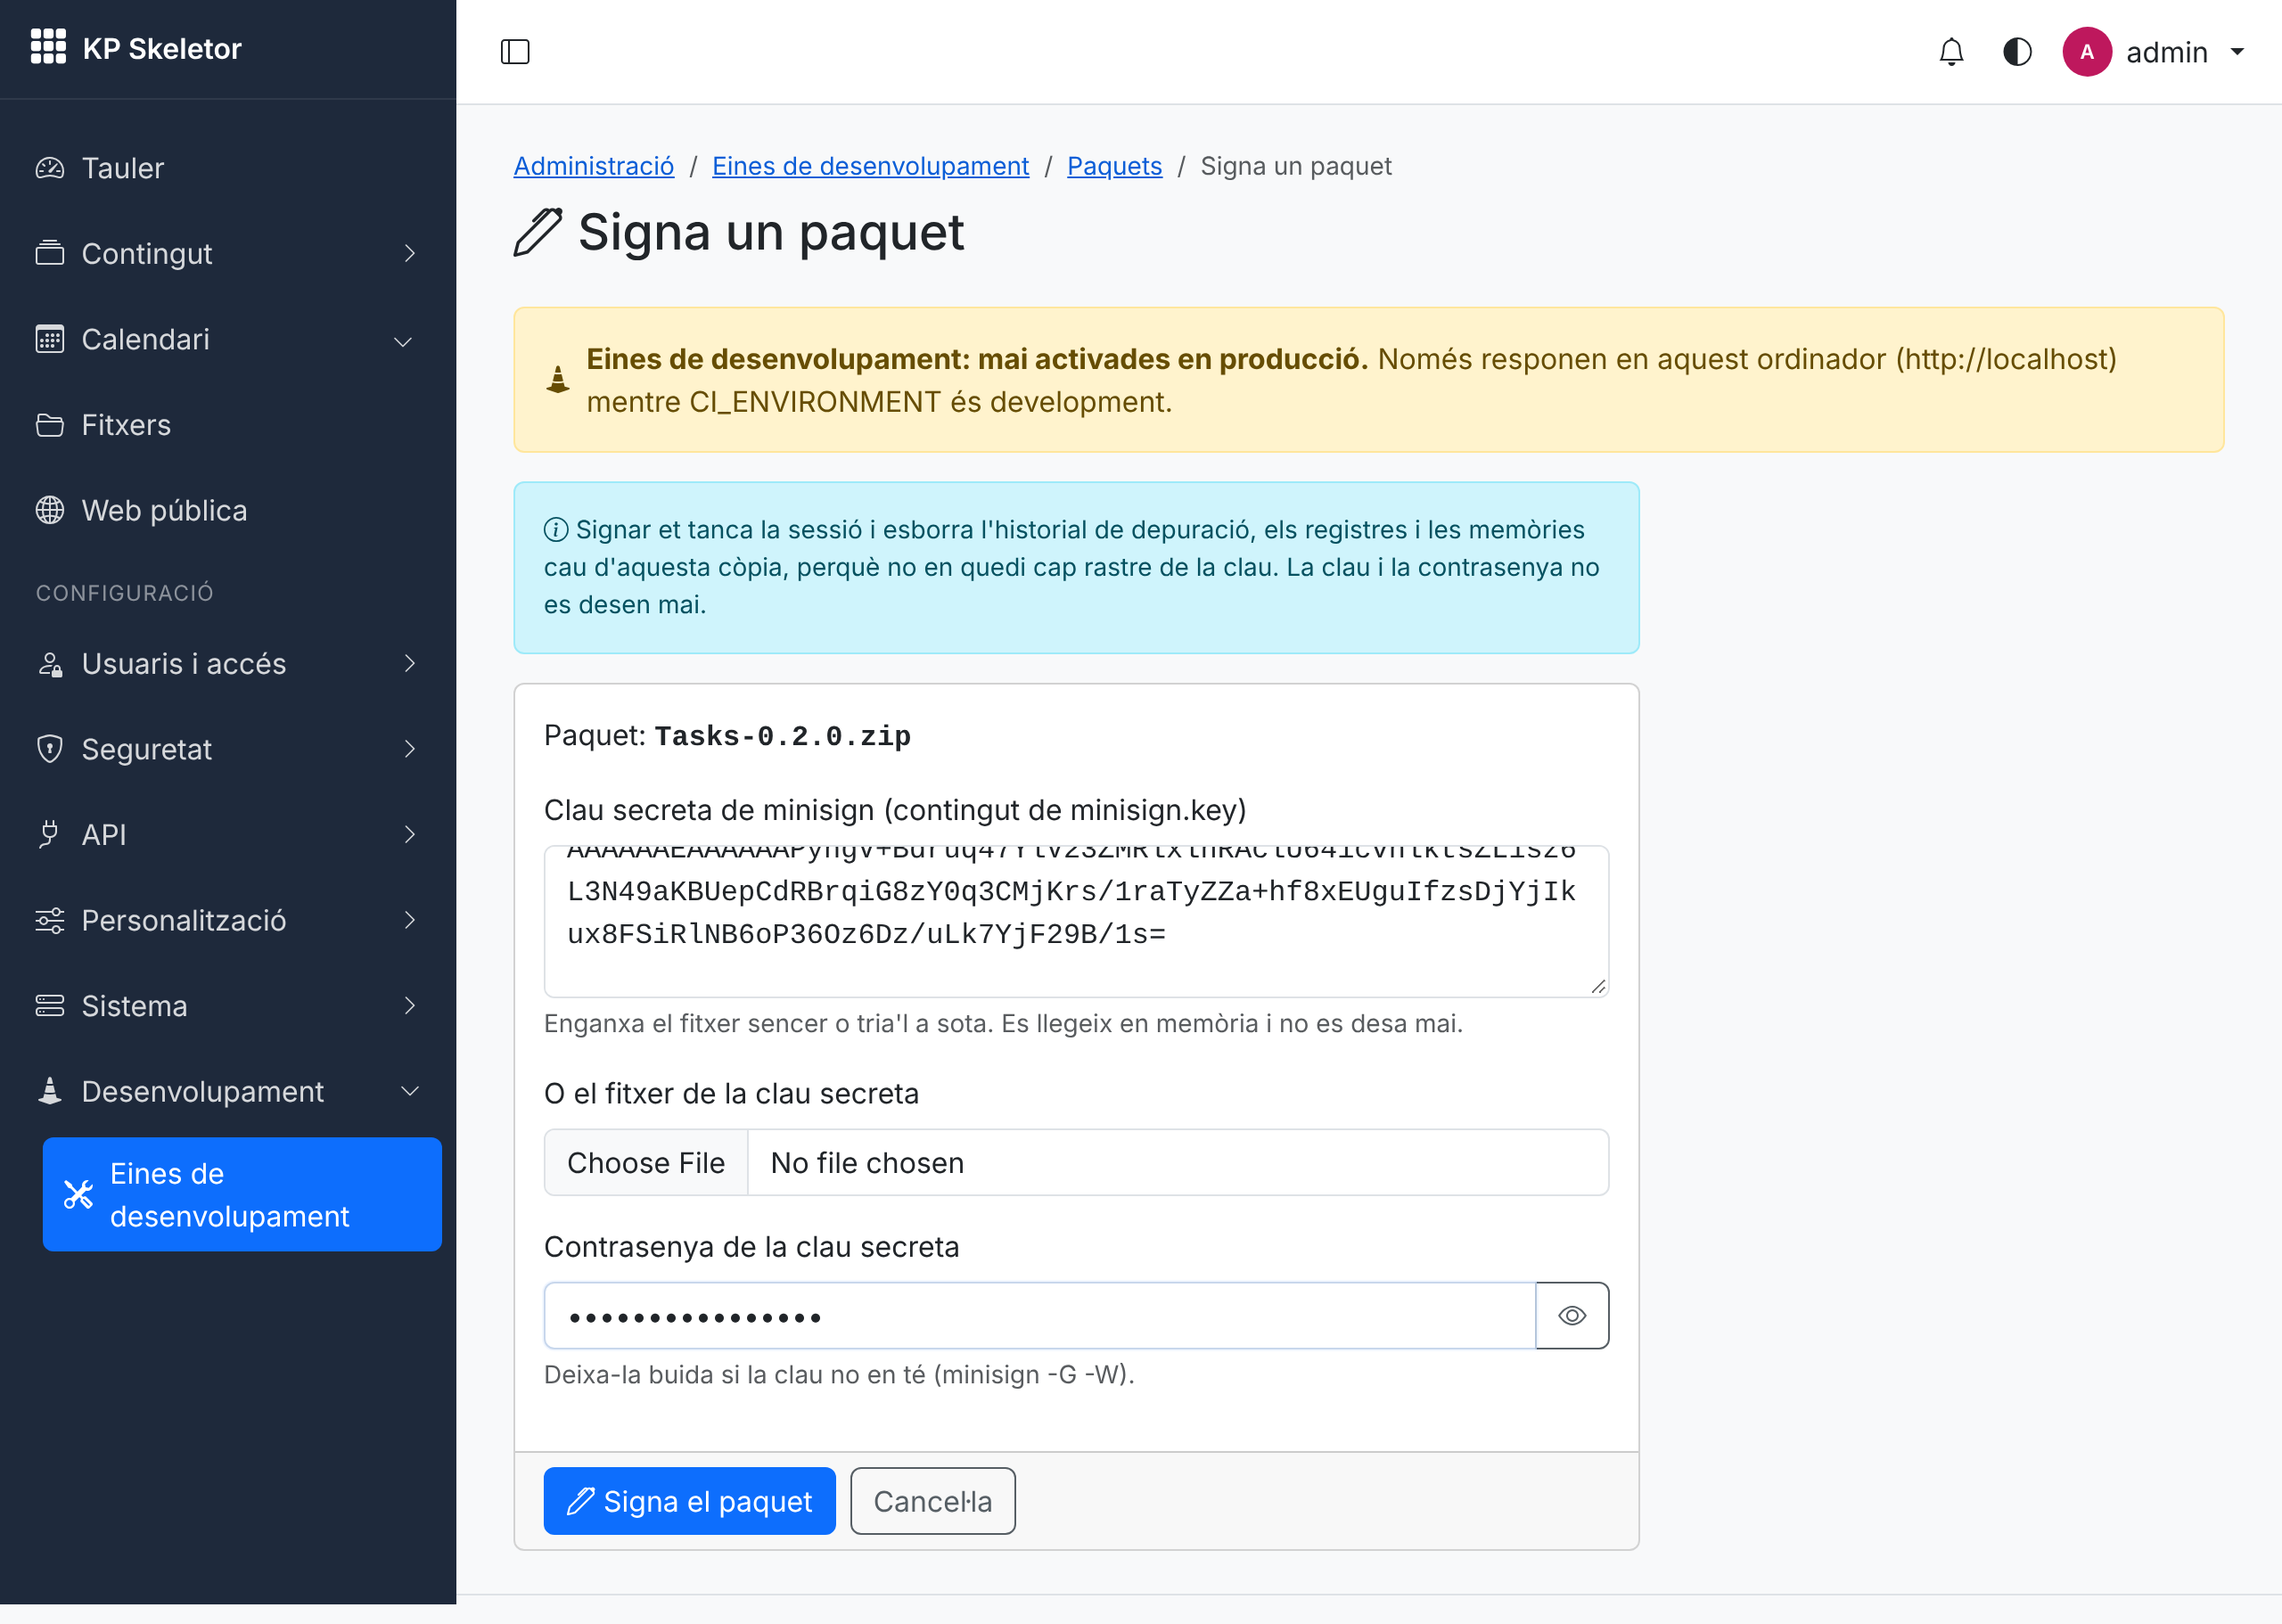 KP Skeletor
A
admin
Tauler
Contingut
Calendari
Fitxers
Web pública
CONFIGURACIÓ
Usuaris i accés
Seguretat
API
Personalització
Sistema
Desenvolupament
Eines de
desenvolupament
Administració / Eines de desenvolupament / Paquets / Signa un paquet
Signa un paquet
Eines de desenvolupament: mai activades en producció. Només responen en aquest ordinador (http://localhost)
mentre CI_ENVIRONMENT és development.
Signar et tanca la sessió i esborra l'historial de depuració, els registres i les memòries
cau d'aquesta còpia, perquè no en quedi cap rastre de la clau. La clau i la contrasenya no
es desen mai.
Paquet: Tasks-0.2.0.zip
Clau secreta de minisign (contingut de minisign.key)
L3N49aKBUepCdRBrqiG8zY0q3CMjKrs/1raTyZZa+hf8xEUguIfzsDjYjIk
ux8FSiRlNB6oP36Oz6Dz/uLk7YjF29B/1s=
Enganxa el fitxer sencer o tria'l a sota. Es llegeix en memòria i no es desa mai.
O el fitxer de la clau secreta
Choose File No file chosen
Contrasenya de la clau secreta
••••••••••••••••
Deixa-la buida si la clau no en té (minisign -G -W).
Signa el paquet
Cancel·la